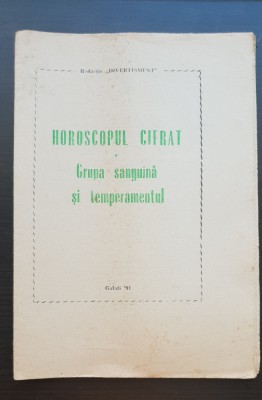 Redacția „DIVERTISMENT"
HOROSCOPUL CIFRAT
Grupa sanguină
și temperamentul
Galați '91